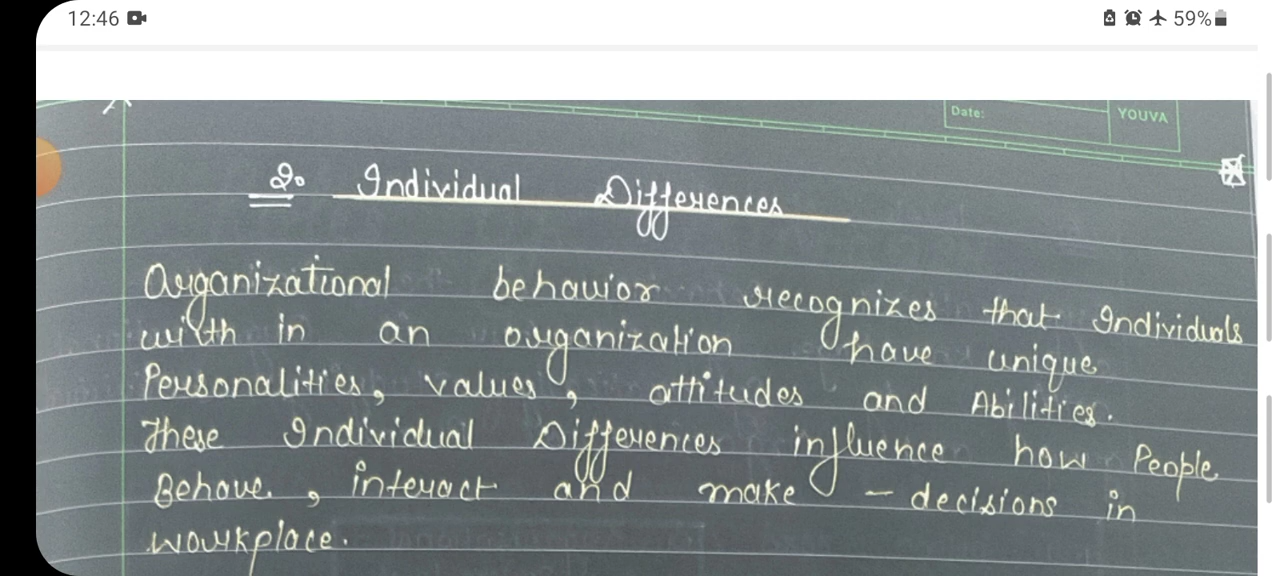 12:46
59%
Date:
YOUVA
2. Individual Differences
Organizational behavior recognizes that Individuals
with in an organization have unique
Personalities, values, attitudes and Abilities.
These Individual Differences influence how People
Behave, interact and make - decisions in
workplace.